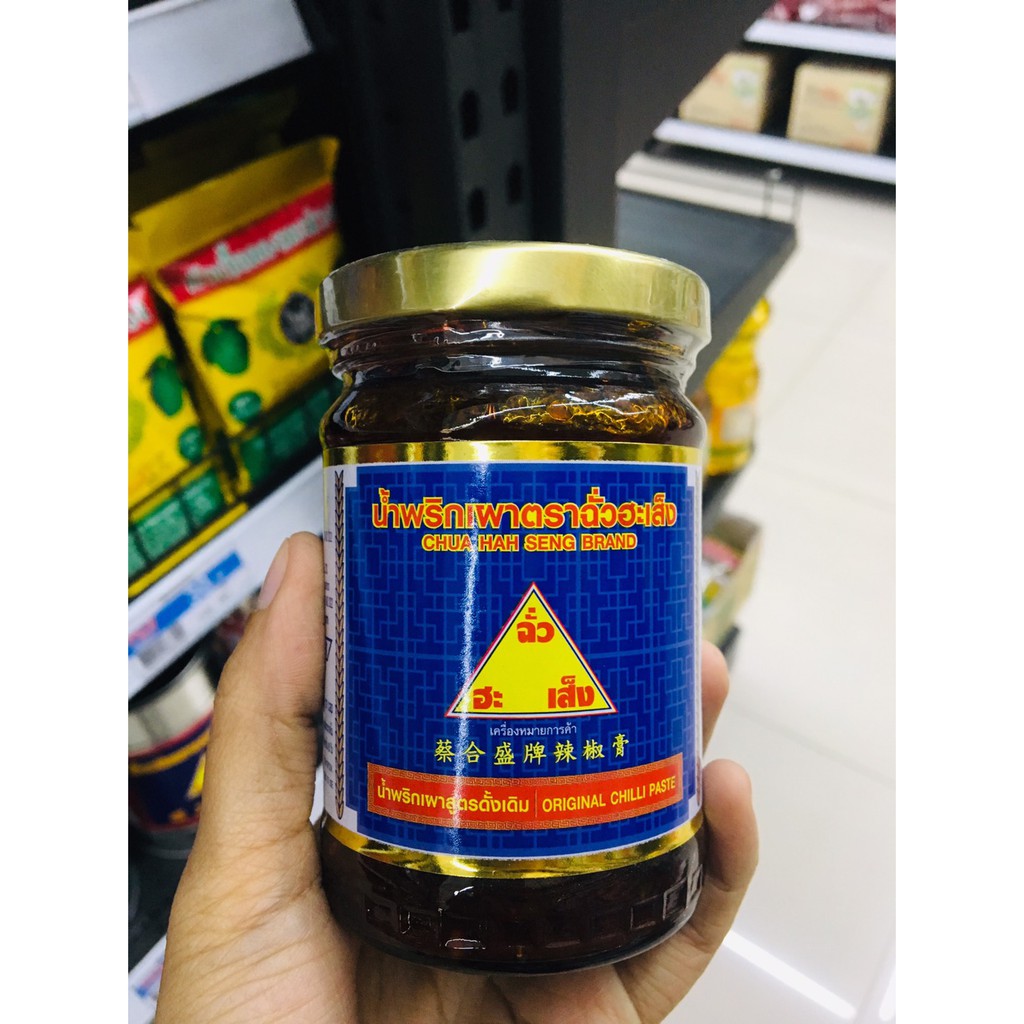 น้ำพริกเผาตราฉั่วฮะเส็ง
CHUA HAH SENG BRAND
ฉั่ว
ฮะ เส็ง
เครื่องหมายการค้า
蔡合盛牌辣椒膏
น้ำพริกเผาสูตรดั้งเดิม | ORIGINAL CHILLI PASTE